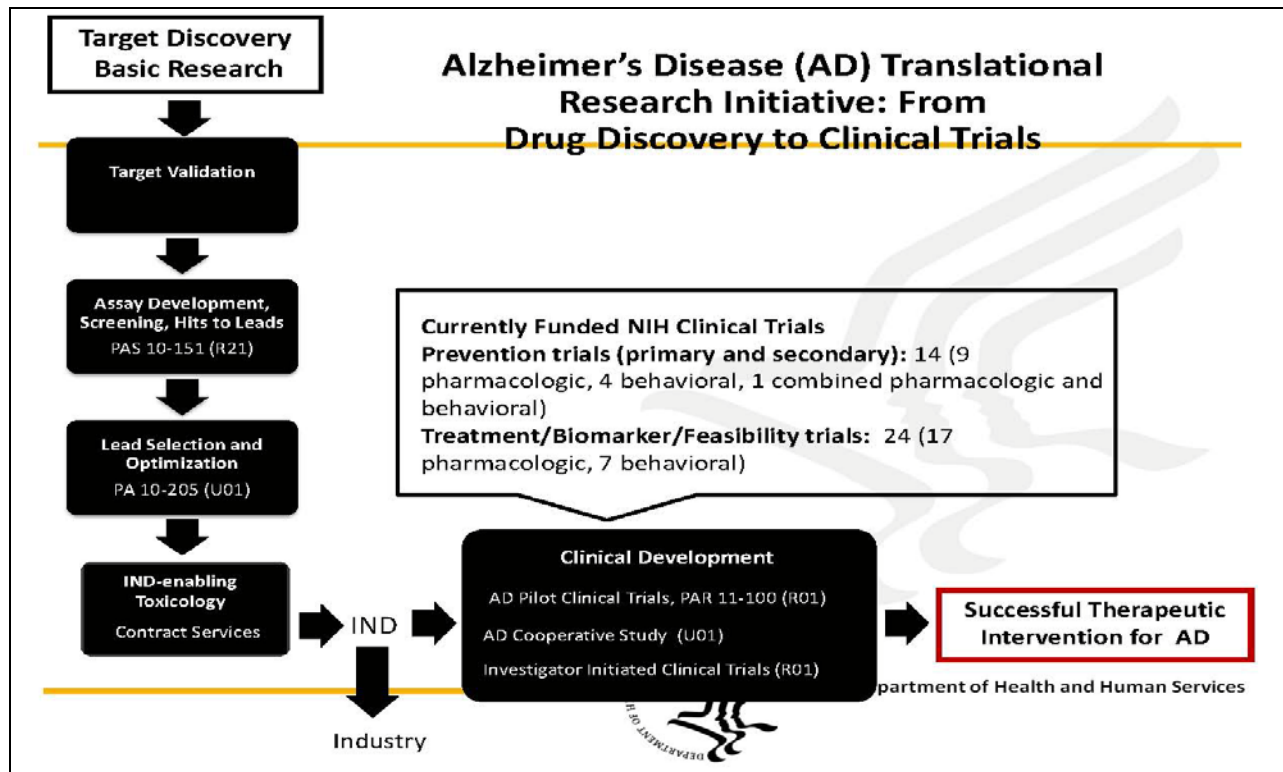 Target Discovery
Basic Research
Alzheimer's Disease (AD) Translational
Research Initiative: From
Drug Discovery to Clinical Trials
Target Validation
Assay Development,
Screening, Hits to Leads
PAS 10-151 (R21)
Lead Selection and
Optimization
PA 10-205 (U01)
IND-enabling
Toxicology
Contract Services
IND
Industry
Currently Funded NIH Clinical Trials
Prevention trials (primary and secondary): 14 (9
pharmacologic, 4 behavioral, 1 combined pharmacologic and
behavioral)
Treatment/Biomarker/Feasibility trials: 24 (17
pharmacologic, 7 behavioral)
Clinical Development
AD Pilot Clinical Trials, PAR 11-100 (R01)
AD Cooperative Study (U01)
Investigator Initiated Clinical Trials (R01)
Successful Therapeutic
Intervention for AD
partment of Health and Human Services
DEPARTMENT OF H